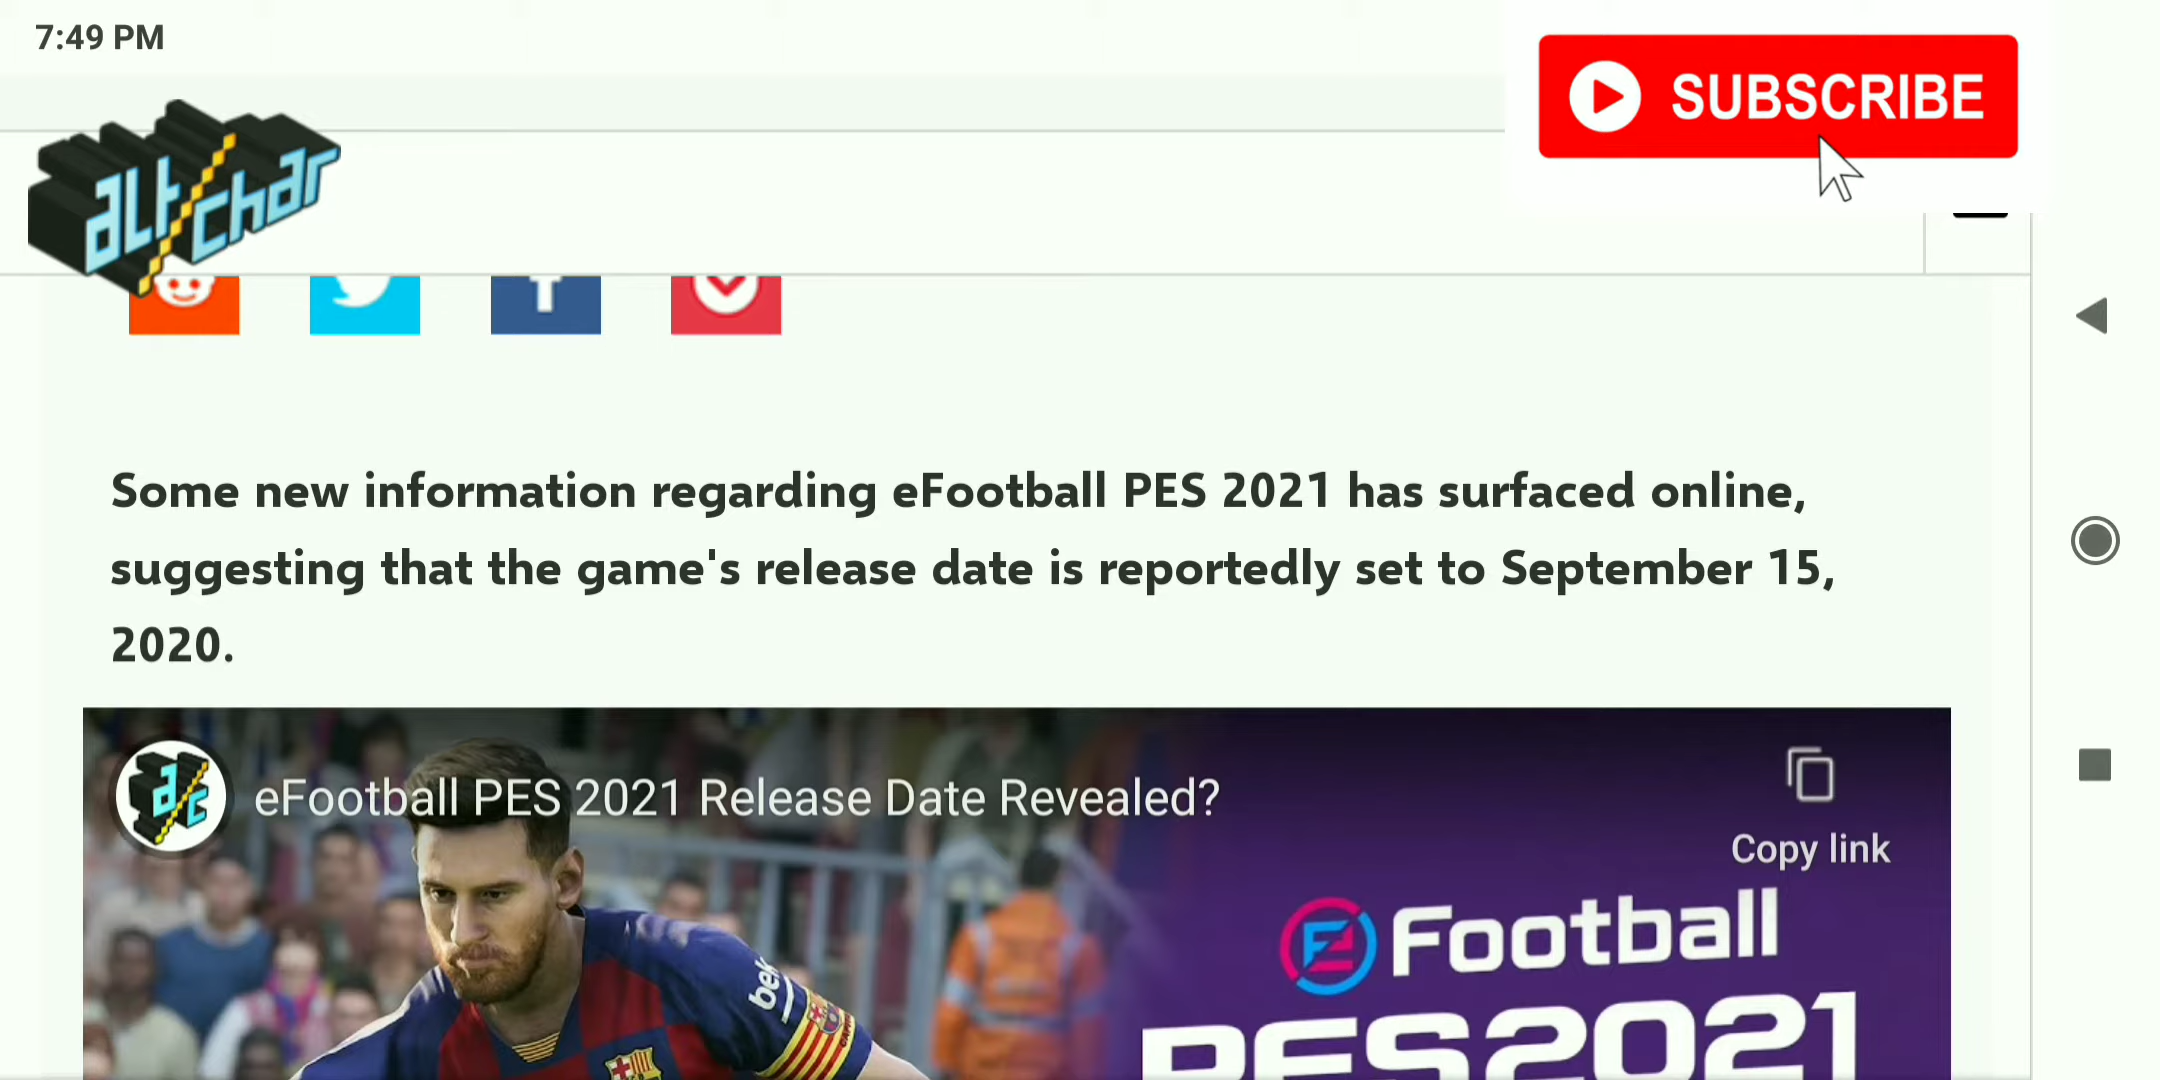 7:49 PM
SUBSCRIBE
alt/char
Some new information regarding eFootball PES 2021 has surfaced online,
suggesting that the game's release date is reportedly set to September 15,
2020.
eFootball PES 2021 Release Date Revealed?
Copy link
beko
eFootball
PES2021